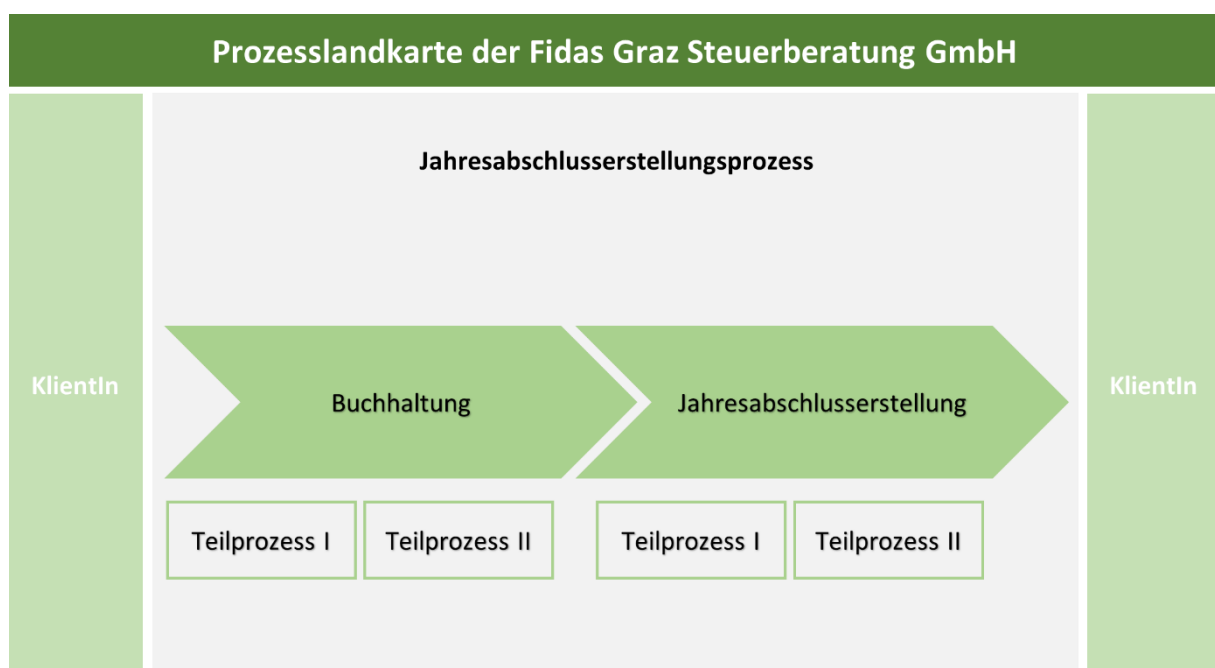 Prozesslandkarte der Fidas Graz Steuerberatung GmbH
Jahresabschlusserstellungsprozess
KlientIn
Buchhaltung
Jahresabschlusserstellung
KlientIn
Teilprozess I
Teilprozess II
Teilprozess I
Teilprozess II